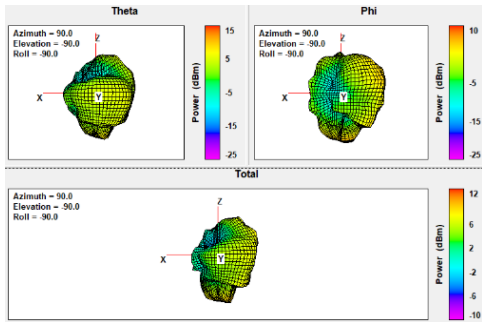 Theta
Azimuth = 90.0
Elevation = -90.0
Roll = -90.0
Z
X
Y
Power (dBm)
15
5
-5
-15
-25
Phi
Azimuth = 90.0
Elevation = -90.0
Roll = -90.0
Z
X
Y
Power (dBm)
10
-5
-15
-25
Total
Azimuth = 90.0
Elevation = -90.0
Roll = -90.0
Z
X
Y
Power (dBm)
12
6
2
-2
-6
-10